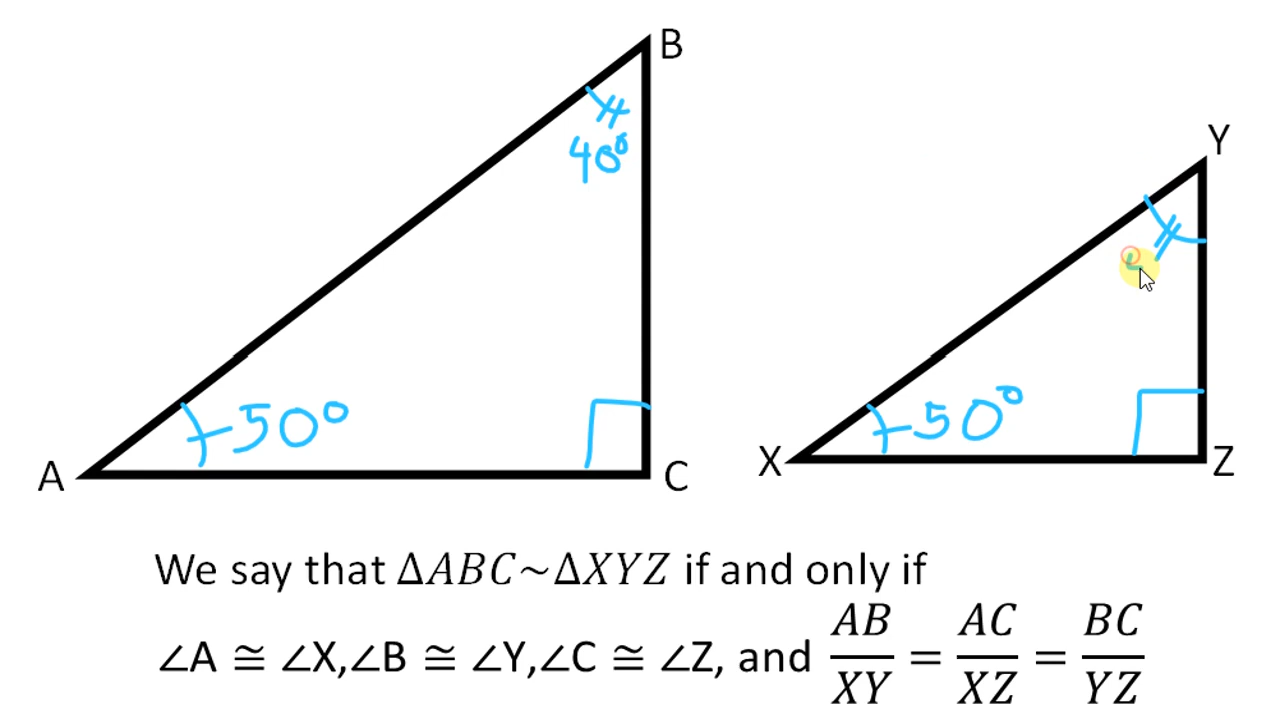 B
40°
Y
50°
50°
A
C
X
Z
We say that ΔABC~ΔXYZ if and only if
∠A ≅ ∠X,∠B ≅ ∠Y,∠C ≅ ∠Z, and AB/XY = AC/XZ = BC/YZ